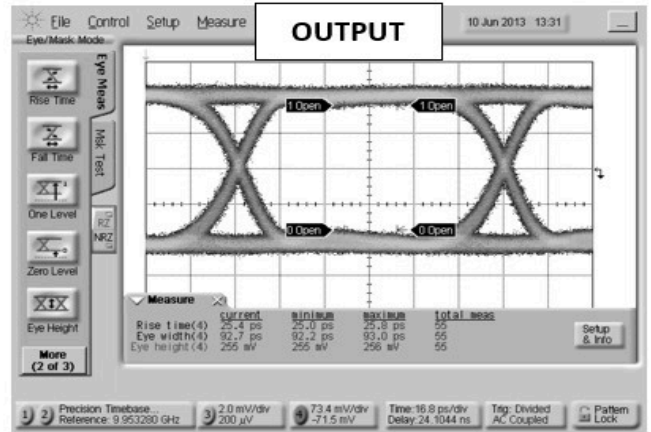 File Control Setup Measure
OUTPUT
10 Jun 2013 13:31
Eye/Mask Mode
Eye Meas
Msk Test
RZ
NRZ
Rise Time
Fall Time
One Level
Zero Level
Eye Height
More
(2 of 3)
1 Open
1 Open
0 Open
0 Open
Measure
current minimum maximum total meas
Rise time(4) 25.4 ps 25.0 ps 25.8 ps 55
Eye width(4) 92.7 ps 92.2 ps 93.0 ps 55
Eye height(4) 255 mV 255 mV 256 mV 55
Setup
& Info
1 2 Precision Timebase...
Reference: 9.953280 GHz
3 2.0 mV/div
200 µV
4 73.4 mV/div
-71.5 mV
Time:16.8 ps/div
Delay:24.1044 ns
Trig: Divided
AC Coupled
Pattern
Lock